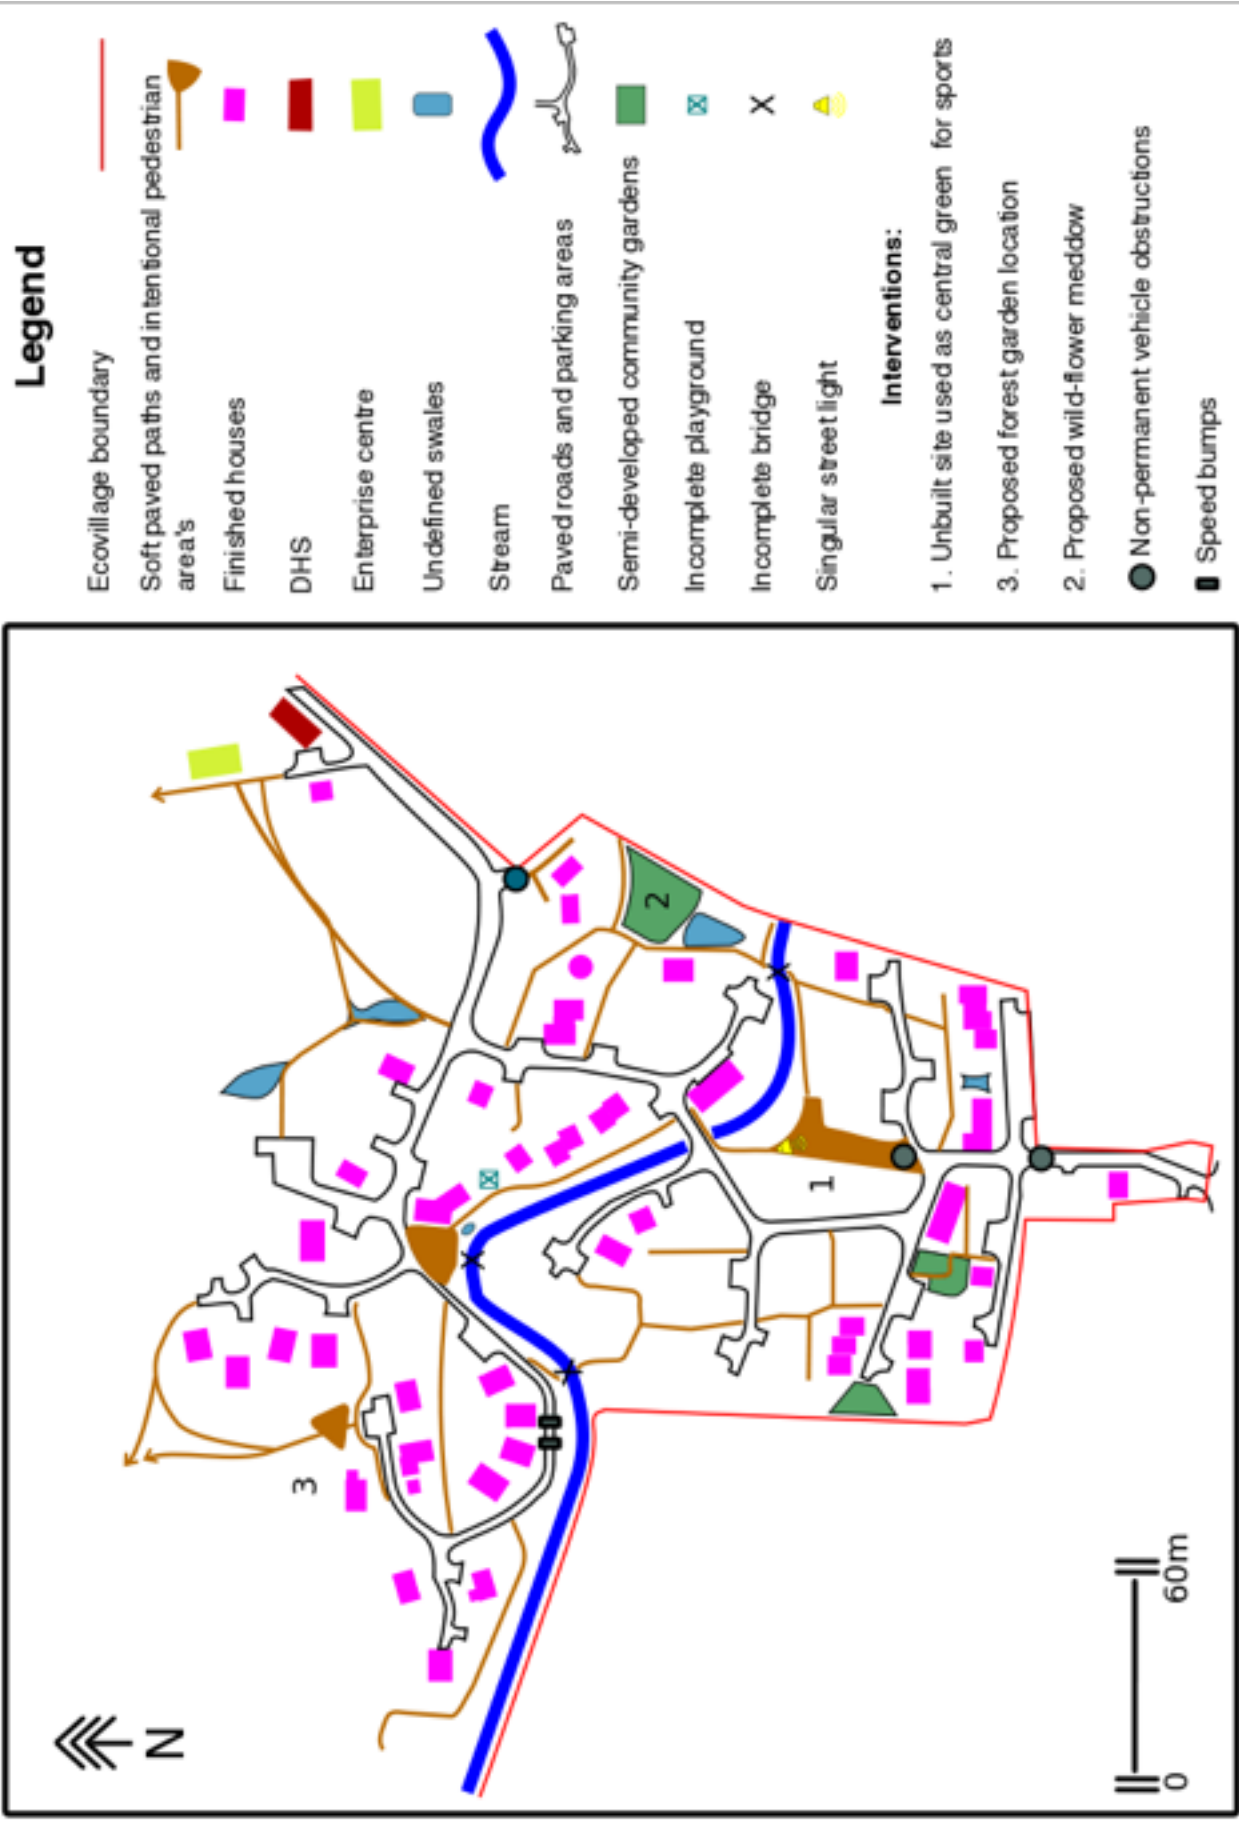 Legend
Ecovillage boundary
Soft paved paths and intentional pedestrian
area's
Finished houses
DHS
Enterprise centre
Undefined swales
Stream
Paved roads and parking areas
Semi-developed community gardens
Incomplete playground
Incomplete bridge
Singular street light
Interventions:
1. Unbuilt site used as central green for sports
3. Proposed forest garden location
2. Proposed wild-flower meddow
Non-permanant vehicle obstructions
Speed bumps
N
3
1
2
0
60m